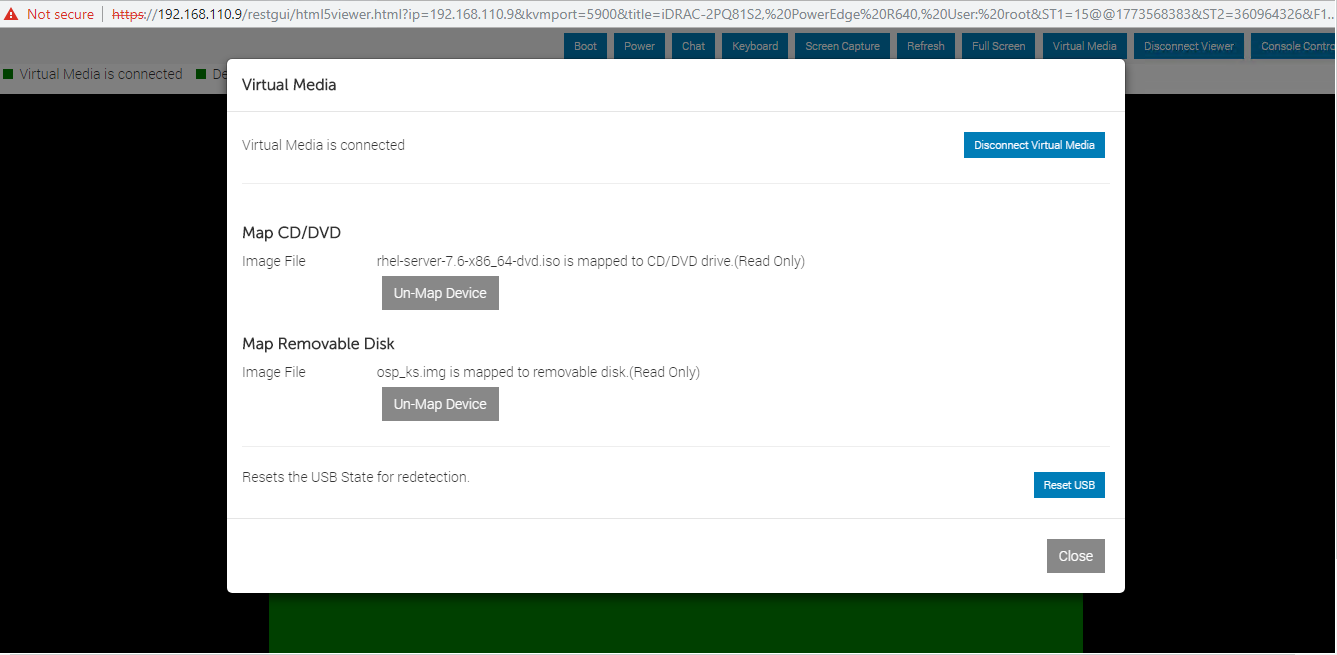 Not secure | https://192.168.110.9/restgui/html5viewer.html?ip=192.168.110.9&kvmport=5900&title=iDRAC-2PQ81S2,%20PowerEdge%20R640,%20User:%20root&ST1=15@@1773568383&ST2=360964326&F1...
Boot Power Chat Keyboard Screen Capture Refresh Full Screen Virtual Media Disconnect Viewer Console Contro
Virtual Media is connected De
Virtual Media
Virtual Media is connected Disconnect Virtual Media
Map CD/DVD
Image File rhel-server-7.6-x86_64-dvd.iso is mapped to CD/DVD drive.(Read Only)
Un-Map Device
Map Removable Disk
Image File osp_ks.img is mapped to removable disk.(Read Only)
Un-Map Device
Resets the USB State for redetection. Reset USB
Close